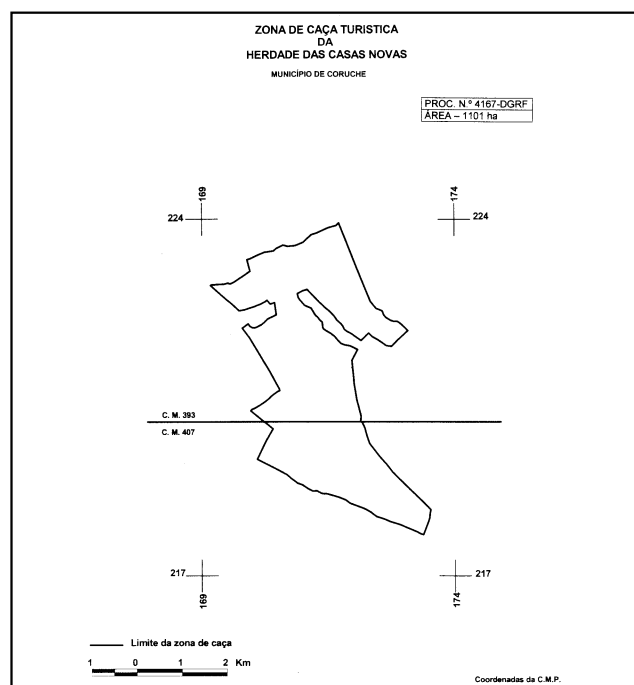 ZONA DE CAÇA TURISTICA
DA
HERDADE DAS CASAS NOVAS
MUNICÍPIO DE CORUCHE
PROC. N.º 4167-DGRF
ÁREA – 1101 ha
169
174
224
224
C. M. 393
C. M. 407
217
217
169
174
Limite da zona de caça
1 0 1 2 Km
Coordenadas da C.M.P.